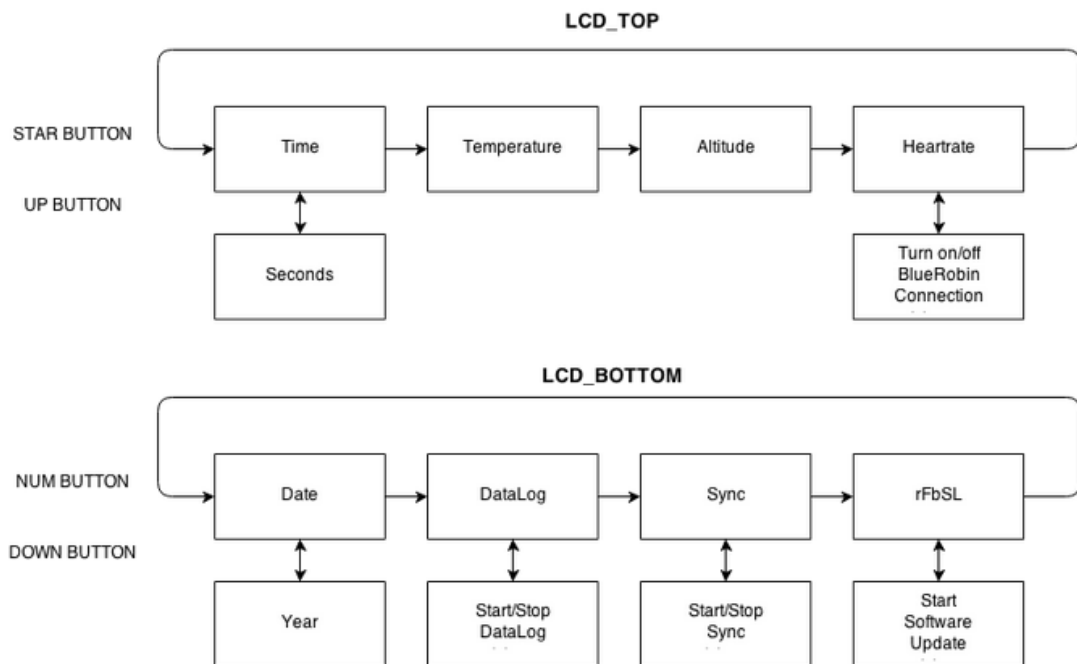 LCD_TOP
STAR BUTTON
Time
Temperature
Altitude
Heartrate
UP BUTTON
Seconds
Turn on/off
BlueRobin
Connection
LCD_BOTTOM
NUM BUTTON
Date
DataLog
Sync
rFbSL
DOWN BUTTON
Year
Start/Stop
DataLog
Start/Stop
Sync
Start
Software
Update